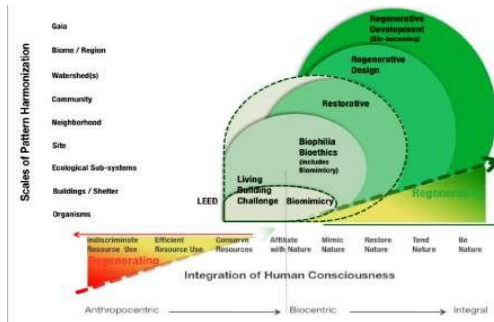 Gaia
Biome / Region
Watershed(s)
Community
Neighborhood
Site
Ecological Sub-systems
Buildings / Shelter
Organisms
Scales of Pattern Harmonization
Regenerative
Development
(Bio-becoming)
Regenerative
Design
Restorative
Biophilia
Bioethics
(includes
Biomimicry)
Living
Building
Challenge
Biomimicry
LEED
Indiscriminate
Resource Use
Efficient
Resource Use
Conserve
Resources
Affiliate
with Nature
Mimic
Nature
Restore
Nature
Tend
Nature
Be
Nature
Integration of Human Consciousness
Anthropocentric
Biocentric
Integral